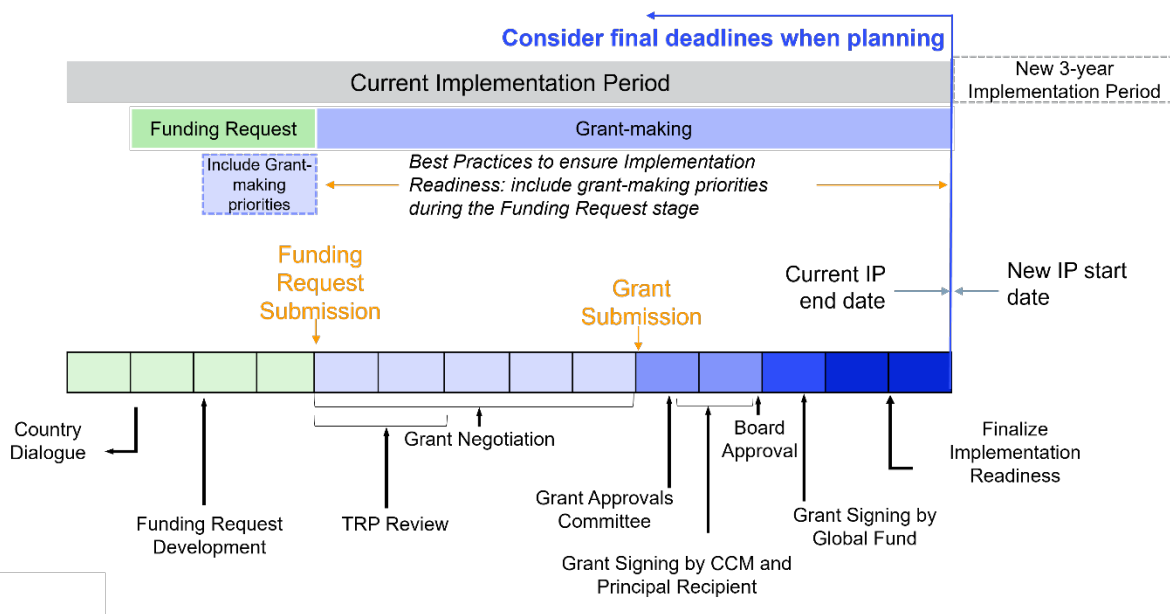 Consider final deadlines when planning
Current Implementation Period
New 3-year
Implementation Period
Funding Request
Grant-making
Include Grant-
making
priorities
Best Practices to ensure Implementation
Readiness: include grant-making priorities
during the Funding Request stage
Funding
Request
Submission
Grant
Submission
Current IP
end date
New IP start
date
Country
Dialogue
Funding Request
Development
Grant Negotiation
TRP Review
Grant Approvals
Committee
Grant Signing by CCM and
Principal Recipient
Board
Approval
Grant Signing by
Global Fund
Finalize
Implementation
Readiness